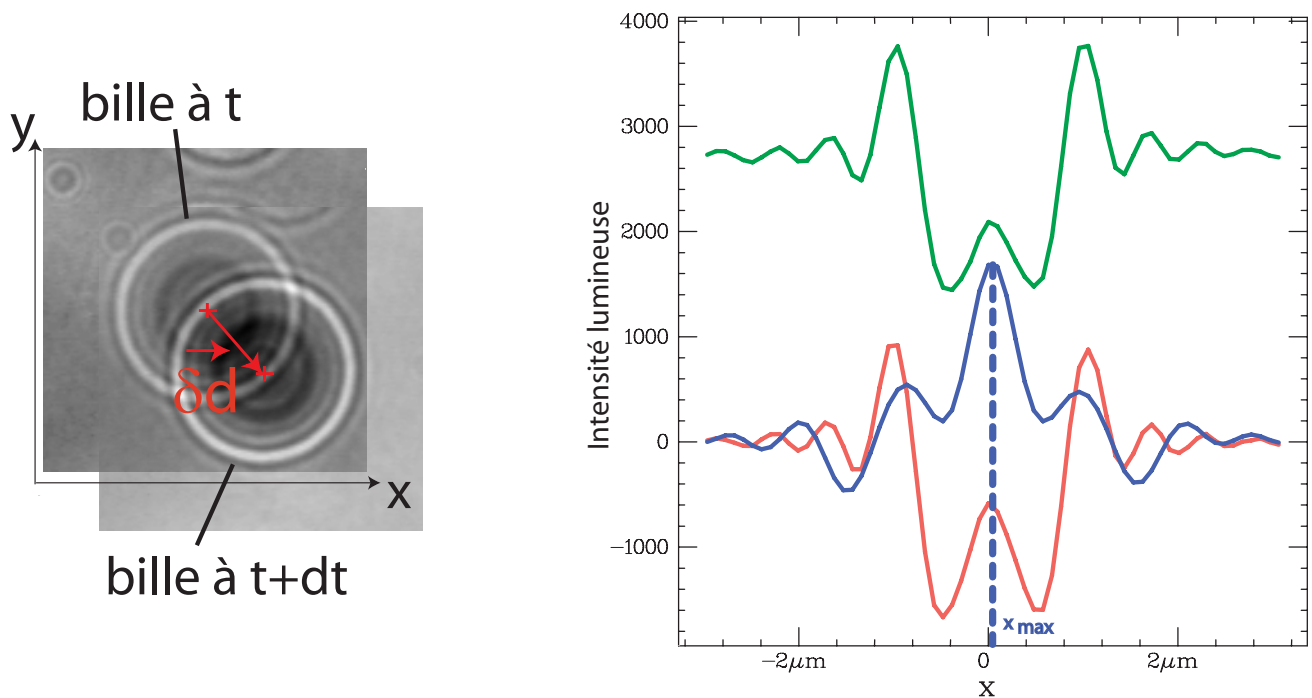 bille à t
y
δd
x
bille à t+dt
4000
3000
2000
1000
0
−1000
Intensité lumineuse
x max
−2μm
0
2μm
x